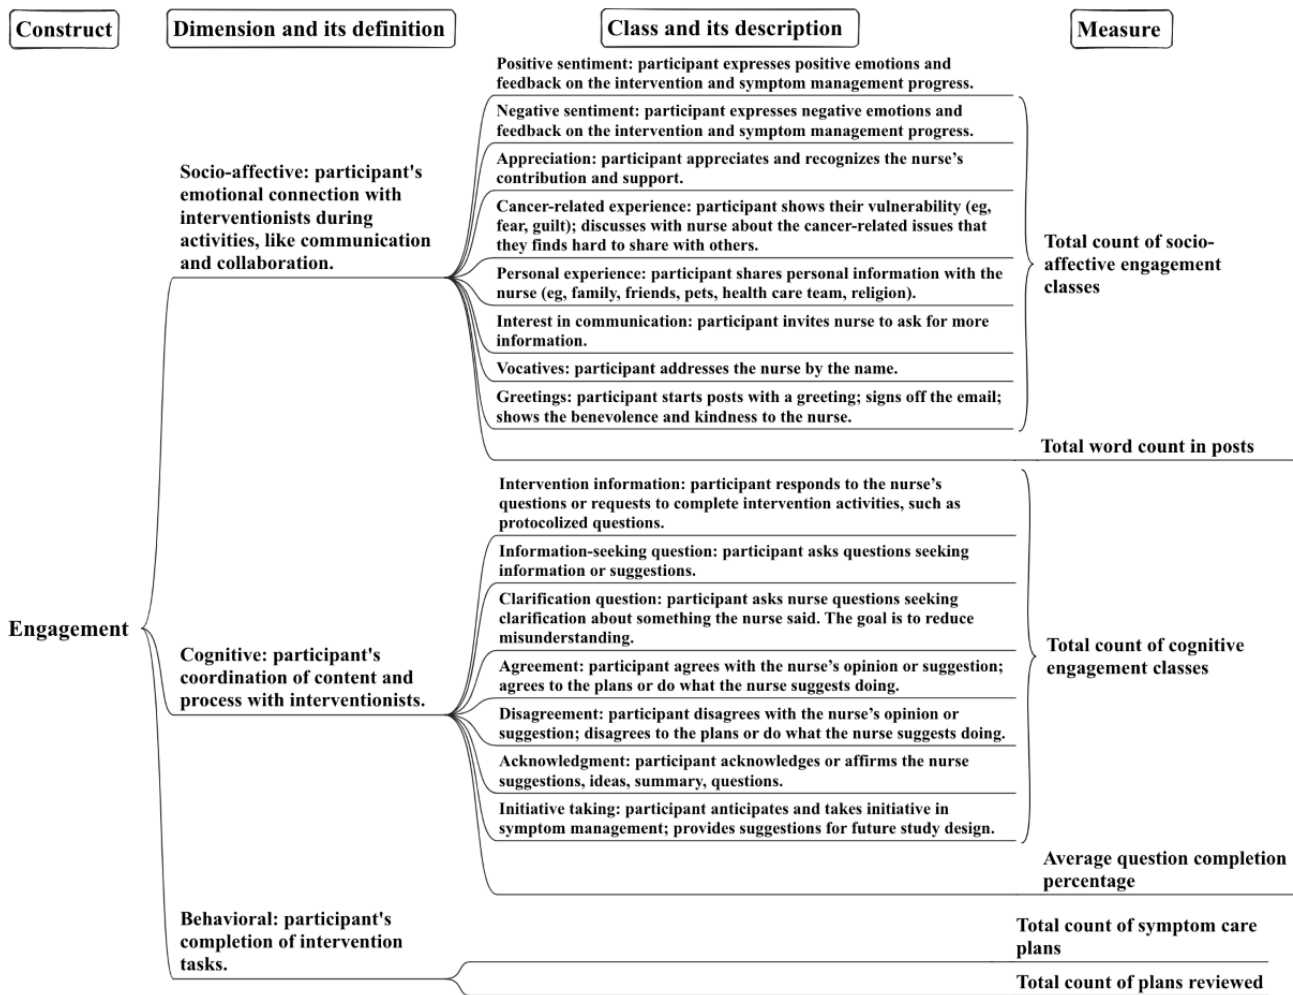 Construct
Dimension and its definition
Class and its description
Measure
Engagement
Socio-affective: participant's
emotional connection with
interventionists during
activities, like communication
and collaboration.
Positive sentiment: participant expresses positive emotions and
feedback on the intervention and symptom management progress.
Negative sentiment: participant expresses negative emotions and
feedback on the intervention and symptom management progress.
Appreciation: participant appreciates and recognizes the nurse’s
contribution and support.
Cancer-related experience: participant shows their vulnerability (eg,
fear, guilt); discusses with nurse about the cancer-related issues that
they finds hard to share with others.
Personal experience: participant shares personal information with the
nurse (eg, family, friends, pets, health care team, religion).
Interest in communication: participant invites nurse to ask for more
information.
Vocatives: participant addresses the nurse by the name.
Greetings: participant starts posts with a greeting; signs off the email;
shows the benevolence and kindness to the nurse.
Total count of socio-
affective engagement
classes
Total word count in posts
Cognitive: participant's
coordination of content and
process with interventionists.
Intervention information: participant responds to the nurse’s
questions or requests to complete intervention activities, such as
protocolized questions.
Information-seeking question: participant asks questions seeking
information or suggestions.
Clarification question: participant asks nurse questions seeking
clarification about something the nurse said. The goal is to reduce
misunderstanding.
Agreement: participant agrees with the nurse’s opinion or suggestion;
agrees to the plans or do what the nurse suggests doing.
Disagreement: participant disagrees with the nurse’s opinion or
suggestion; disagrees to the plans or do what the nurse suggests doing.
Acknowledgment: participant acknowledges or affirms the nurse
suggestions, ideas, summary, questions.
Initiative taking: participant anticipates and takes initiative in
symptom management; provides suggestions for future study design.
Total count of cognitive
engagement classes
Average question completion
percentage
Behavioral: participant's
completion of intervention
tasks.
Total count of symptom care
plans
Total count of plans reviewed